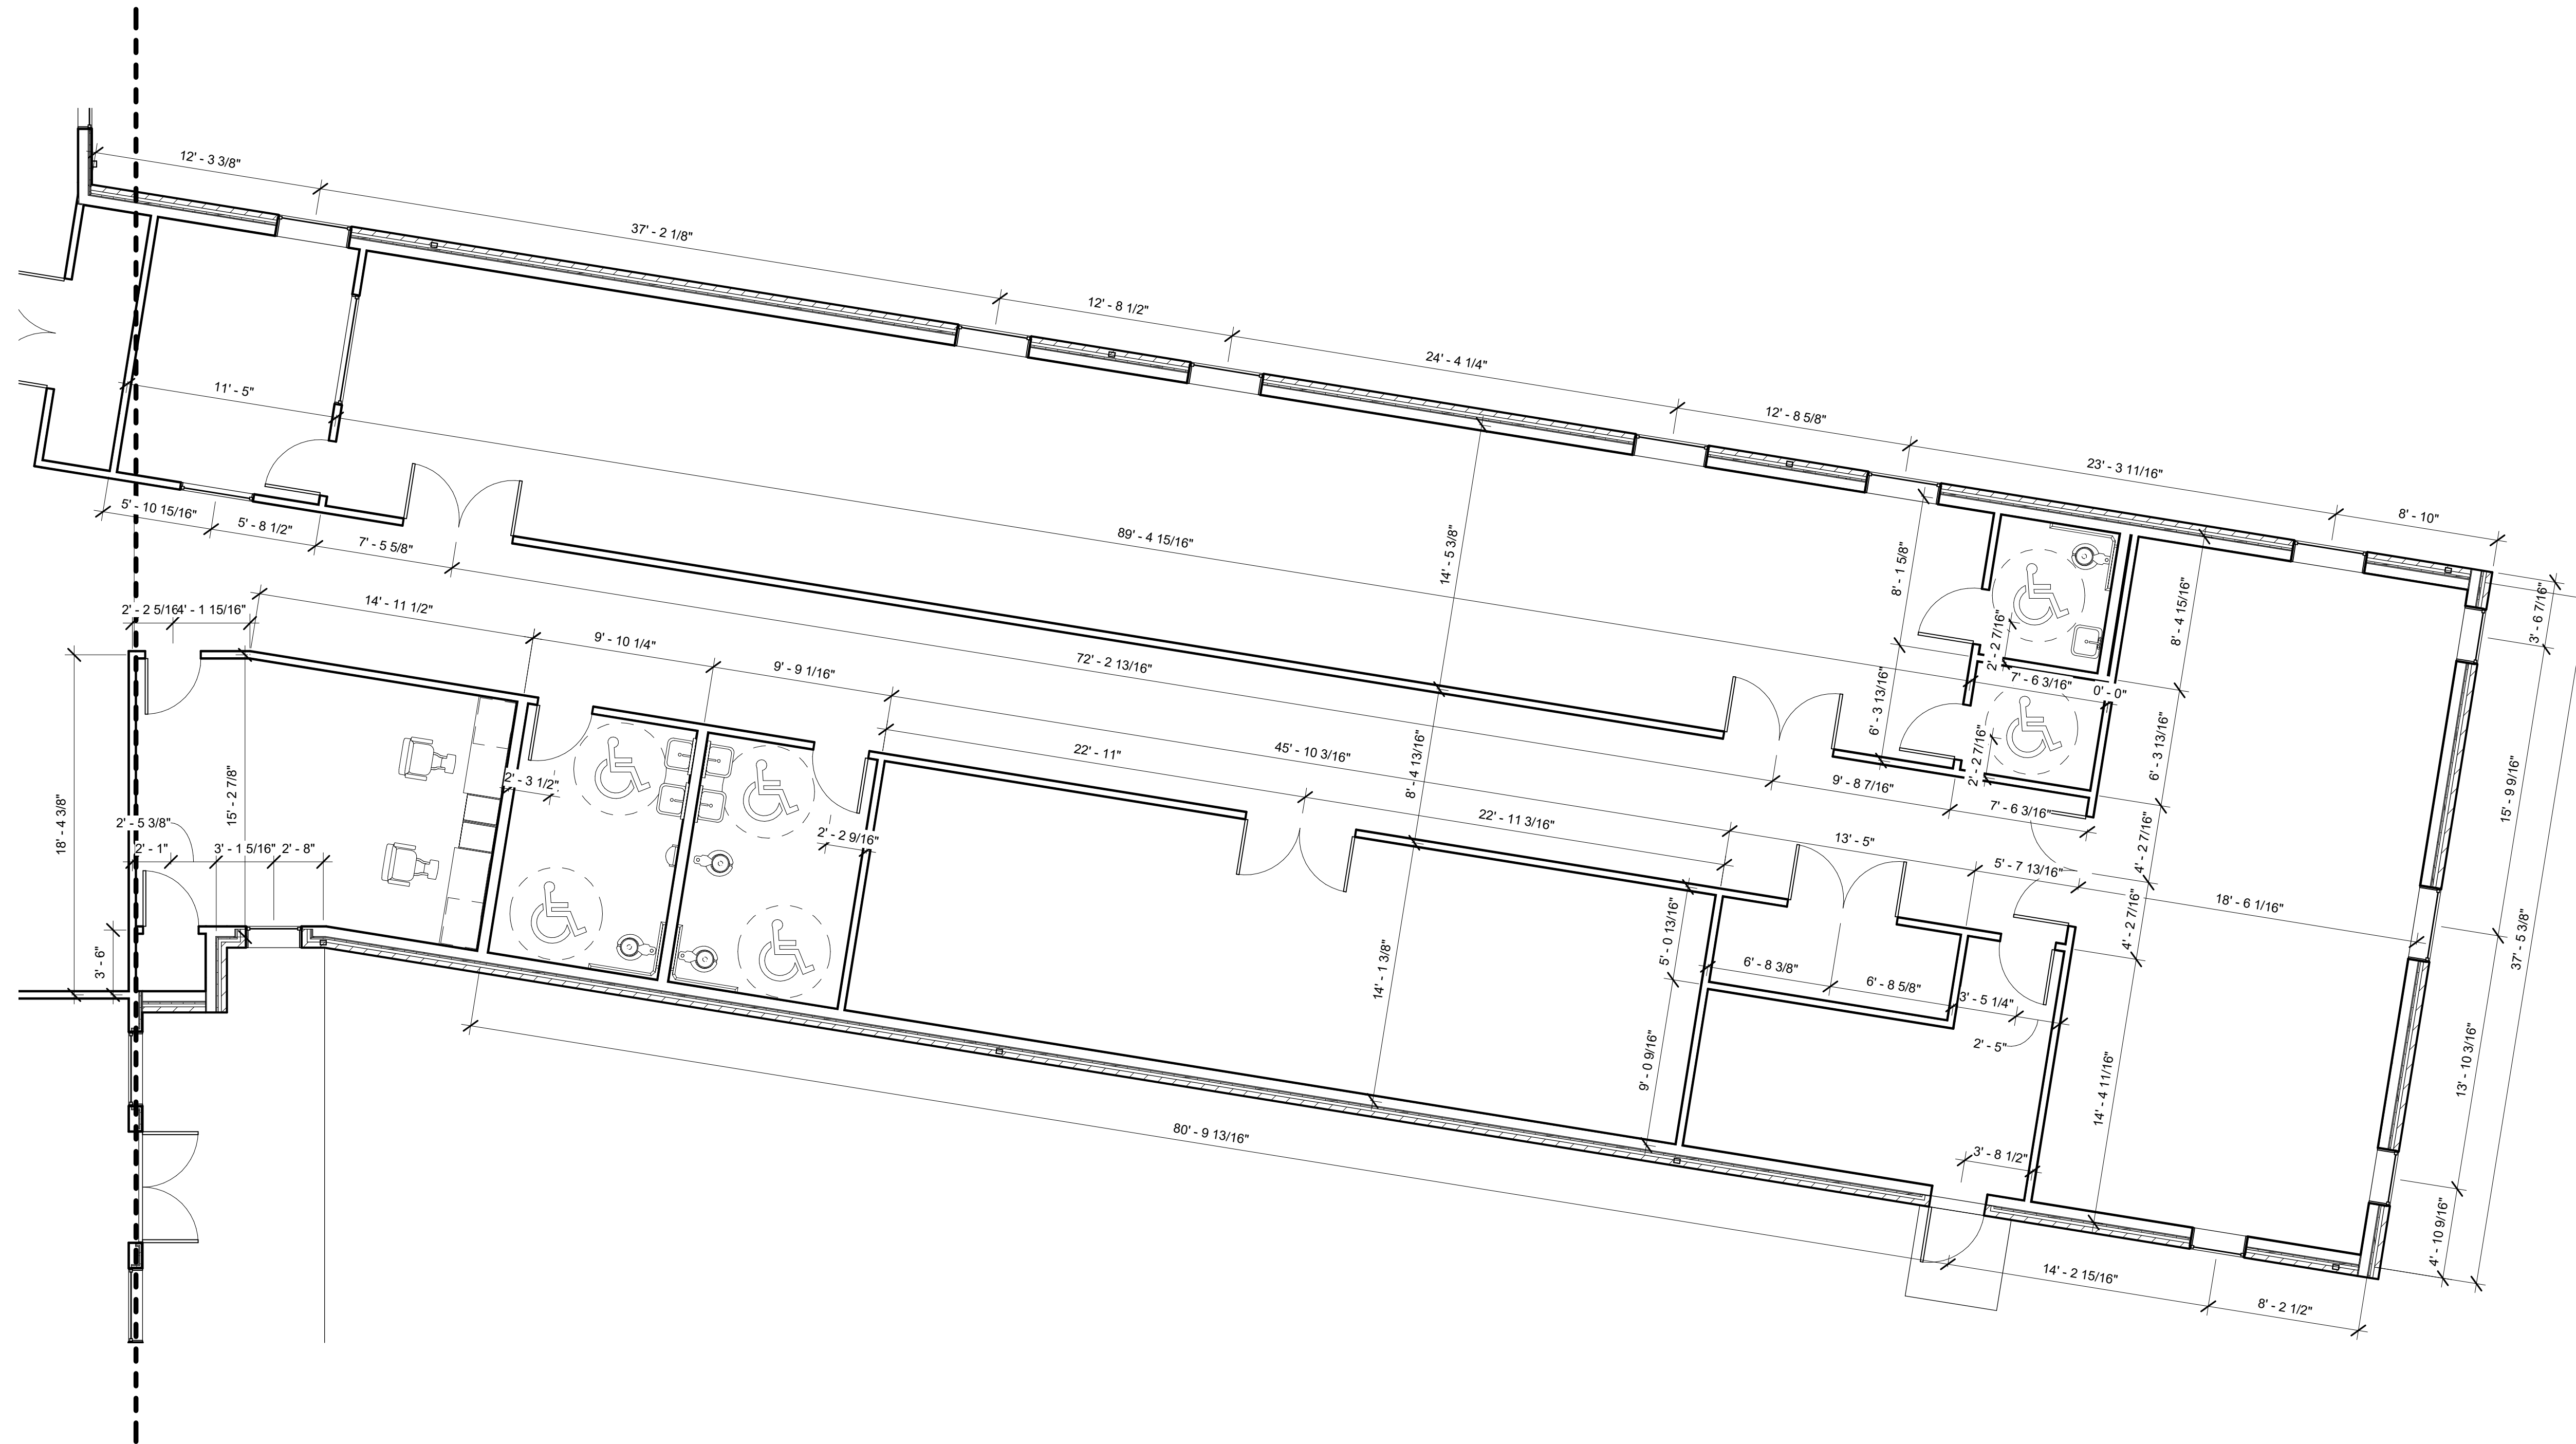 12' - 3 3/8"
37' - 2 1/8"
12' - 8 1/2"
24' - 4 1/4"
12' - 8 5/8"
23' - 3 11/16"
8' - 10"
3' - 6 7/16"
11' - 5"
89' - 4 15/16"
14' - 5 3/8"
8' - 1 5/8"
8' - 4 15/16"
5' - 10 15/16"
5' - 8 1/2"
7' - 5 5/8"
72' - 2 13/16"
2' - 2 7/16"
7' - 6 3/16"
0' - 0"
6' - 3 13/16"
2' - 2 7/16"
6' - 3 13/16"
9' - 8 7/16"
7' - 6 3/16"
15' - 9 9/16"
2' - 2 5/16
4' - 1 15/16"
14' - 11 1/2"
9' - 10 1/4"
9' - 9 1/16"
45' - 10 3/16"
22' - 11"
22' - 11 3/16"
8' - 4 13/16"
13' - 5"
5' - 7 13/16"
4' - 2 7/16"
4' - 2 7/16"
18' - 6 1/16"
37' - 5 3/8"
18' - 4 3/8"
15' - 2 7/8"
2' - 3 1/2"
2' - 2 9/16"
2' - 5 3/8"
2' - 1"
3' - 1 5/16"
2' - 8"
3' - 6"
14' - 1 3/8"
5' - 0 13/16"
6' - 8 3/8"
6' - 8 5/8"
3' - 5 1/4"
2' - 5"
9' - 0 9/16"
14' - 4 11/16"
13' - 10 3/16"
3' - 8 1/2"
80' - 9 13/16"
14' - 2 15/16"
8' - 2 1/2"
4' - 10 9/16"